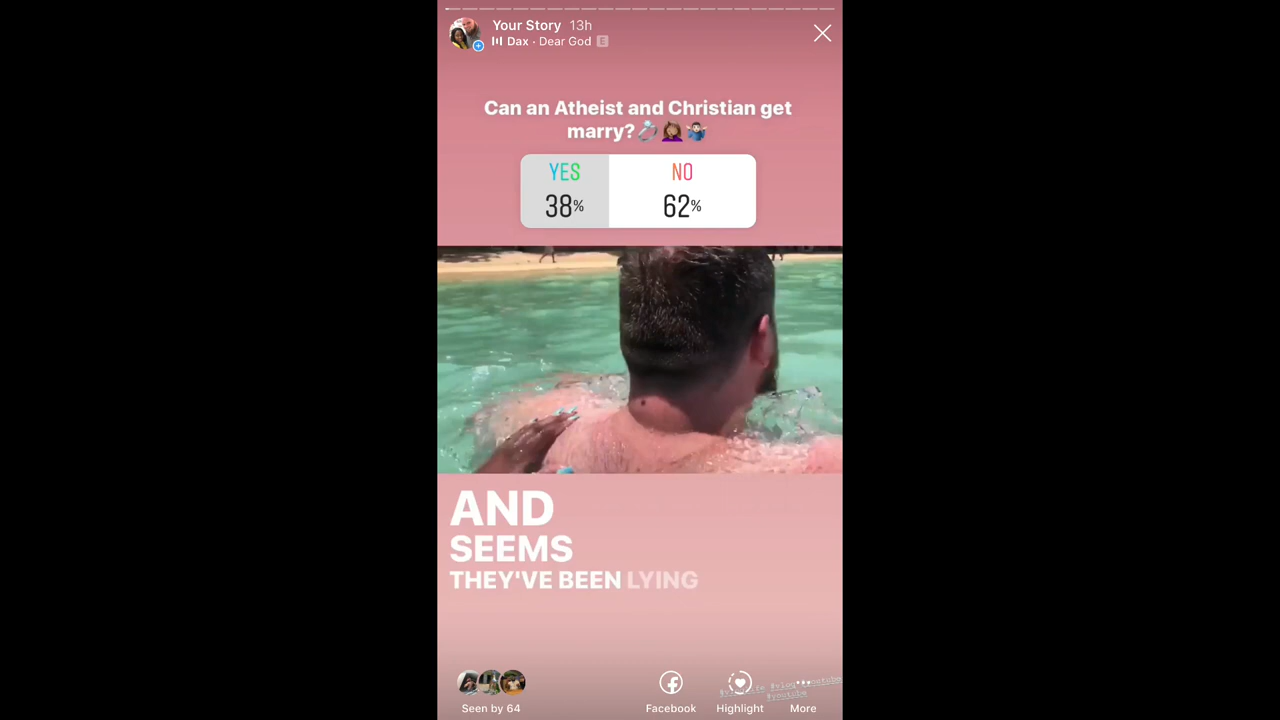 Your Story 13h
Dax · Dear God E
Can an Atheist and Christian get
marry?💍🤦🏽‍♀️🤷🏻‍♂️
YES NO
38% 62%
AND
SEEMS
THEY'VE BEEN LYING
Seen by 64 Facebook Highlight More
#youtube